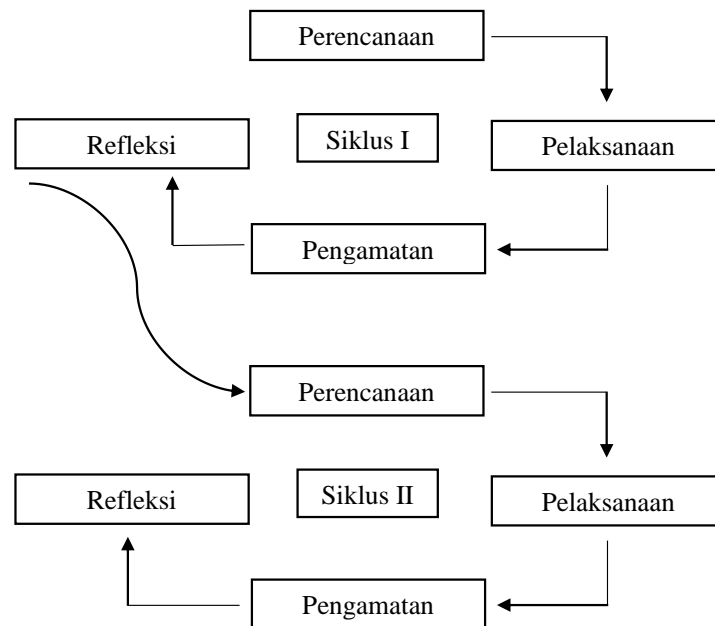 Perencanaan
Refleksi
Siklus I
Pelaksanaan
Pengamatan
Perencanaan
Refleksi
Siklus II
Pelaksanaan
Pengamatan